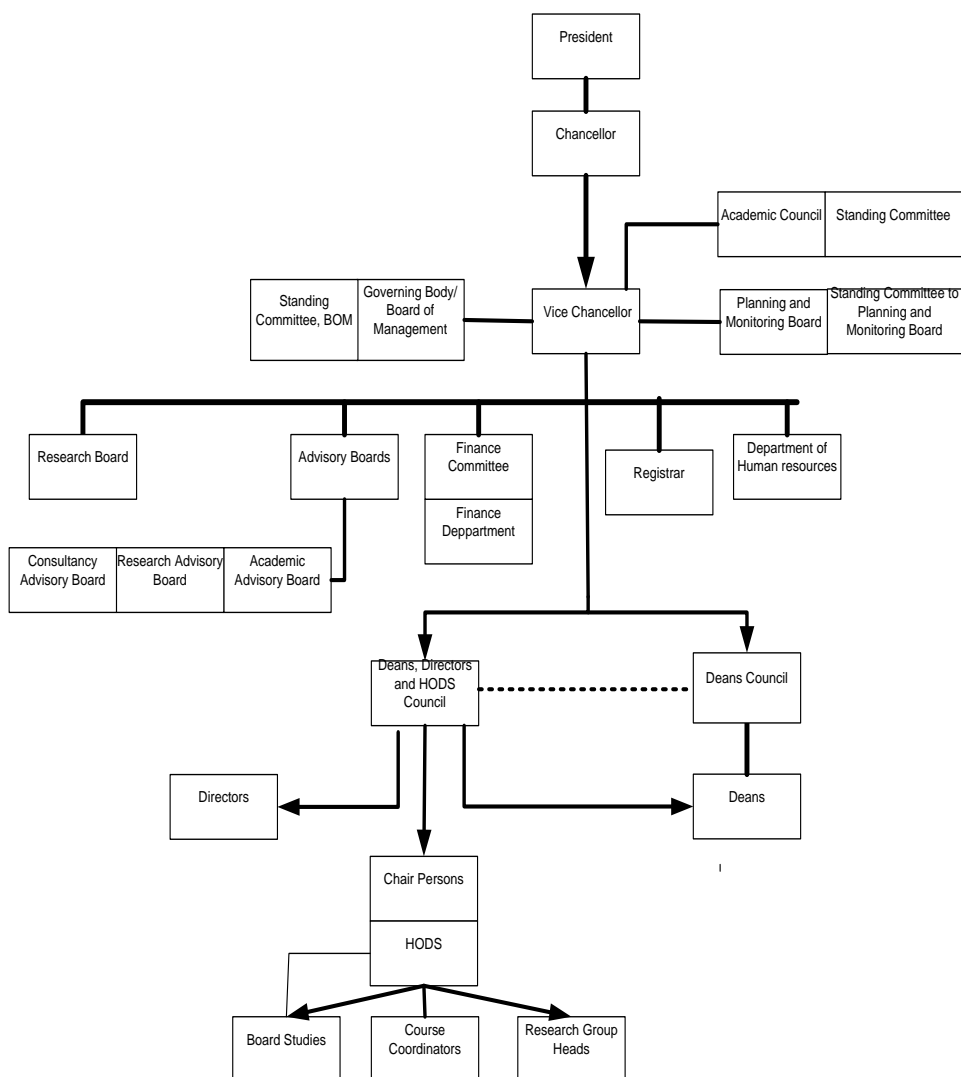 President
Chancellor
Academic Council
Standing Committee
Standing
Committee, BOM
Governing Body/
Board of
Management
Vice Chancellor
Planning and
Monitoring Board
Standing Committee to
Planning and
Monitoring Board
Research Board
Advisory Boards
Finance
Committee
Finance
Deppartment
Registrar
Department of
Human resources
Consultancy
Advisory Board
Research Advisory
Board
Academic
Advisory Board
Deans, Directors
and HODS
Council
Deans Council
Directors
Deans
Chair Persons
HODS
Board Studies
Course
Coordinators
Research Group
Heads